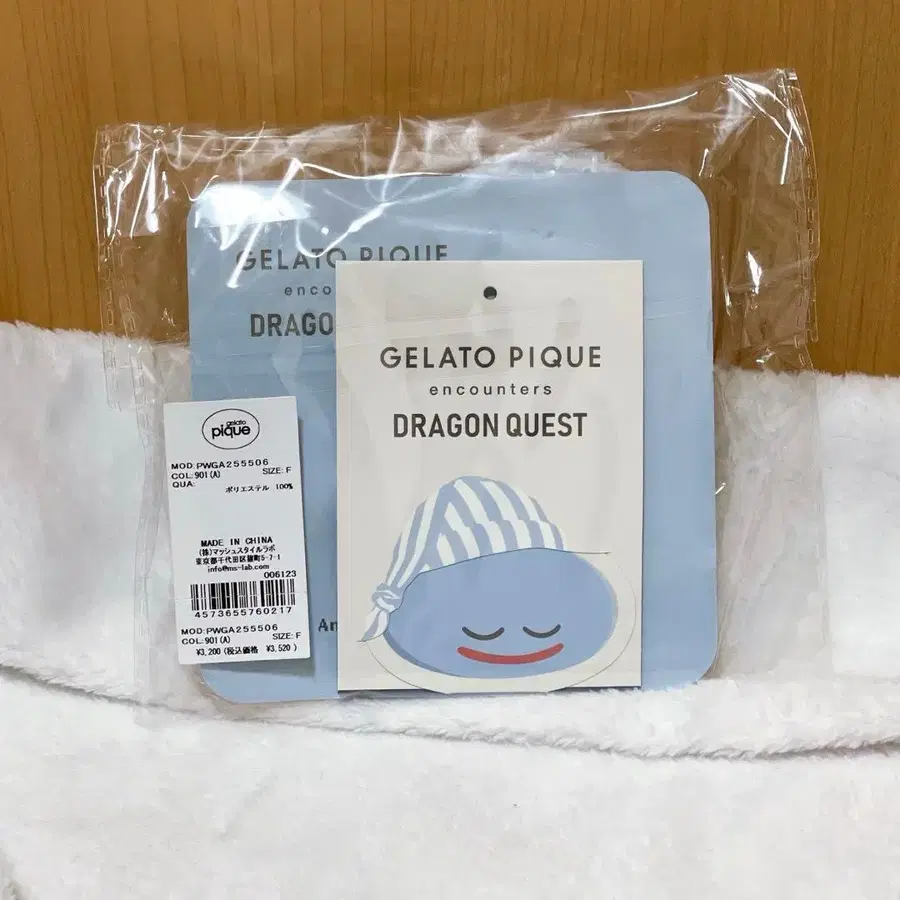 GELATO PIQUE
enco
DRAGO
An
GELATO PIQUE
encounters
DRAGON QUEST
gelato
pique
MOD:PWGA255506
COL:901(A) SIZE:F
QUA:
ポリエステル 100%
MADE IN CHINA
(株)マッシュスタイルラボ
東京都千代田区麹町5-7-1
info@ms-lab.com
006123
4573655760217
MOD:PWGA255506
COL:901(A) SIZE:F
¥3,200(税込価格 ¥3,520)